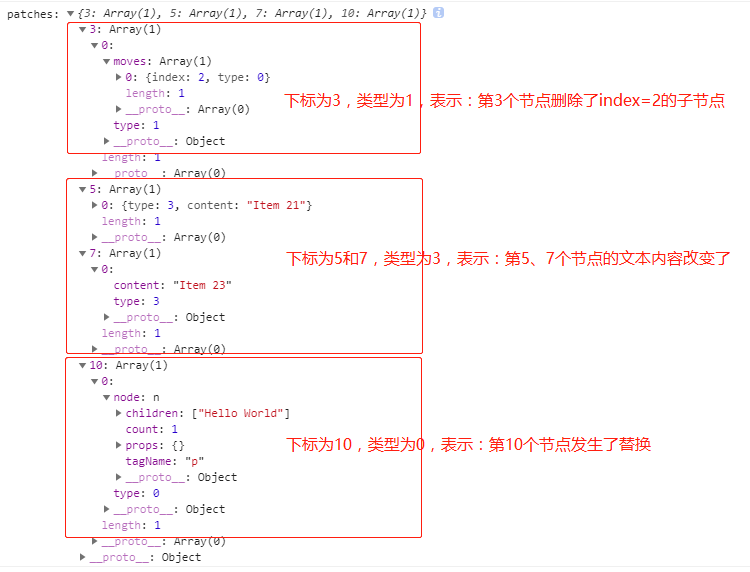 patches: ▼{3: Array(1), 5: Array(1), 7: Array(1), 10: Array(1)} i
▼3: Array(1)
▼0:
▼moves: Array(1)
▶0: {index: 2, type: 0}
length: 1
▶__proto__: Array(0)
下标为3，类型为1，表示：第3个节点删除了index=2的子节点
type: 1
▶__proto__: Object
length: 1
▶__proto__: Array(0)
▼5: Array(1)
▶0: {type: 3, content: "Item 21"}
length: 1
▶__proto__: Array(0)
▼7: Array(1)
下标为5和7，类型为3，表示：第5、7个节点的文本内容改变了
▼0:
content: "Item 23"
type: 3
▶__proto__: Object
length: 1
▶__proto__: Array(0)
▼10: Array(1)
▼0:
▼node: n
▶children: ["Hello World"]
count: 1
▶props: {}
下标为10，类型为0，表示：第10个节点发生了替换
tagName: "p"
▶__proto__: Object
type: 0
▶__proto__: Object
length: 1
▶__proto__: Array(0)
▶__proto__: Object